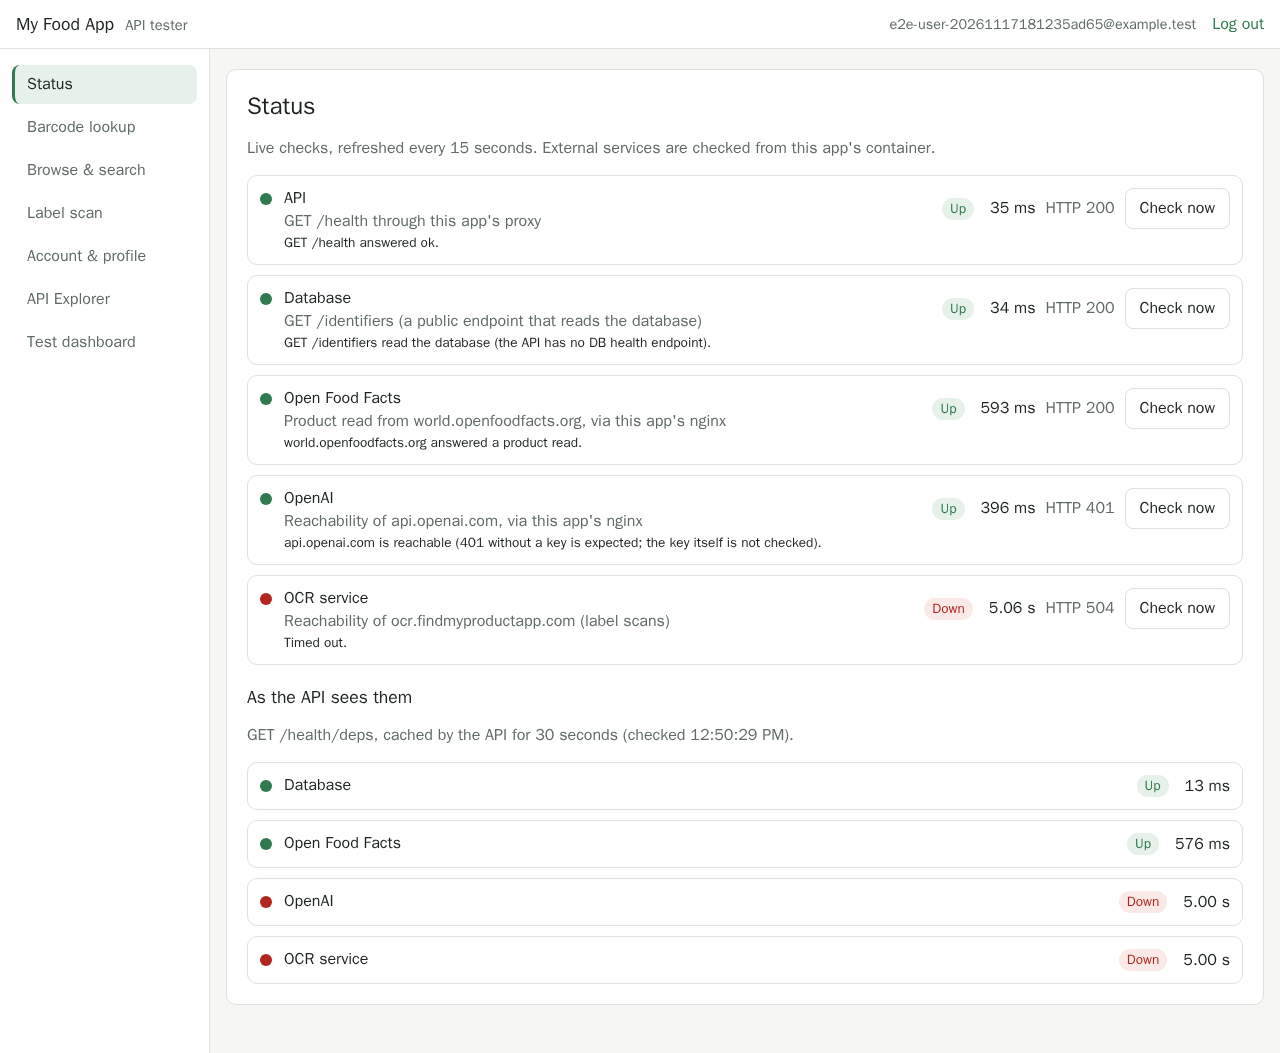 My Food App API tester
e2e-user-20261117181235ad65@example.test Log out
Status
Barcode lookup
Browse & search
Label scan
Account & profile
API Explorer
Test dashboard
Status
Live checks, refreshed every 15 seconds. External services are checked from this app's container.
API
GET /health through this app's proxy
GET /health answered ok.
Up 35 ms HTTP 200 Check now
Database
GET /identifiers (a public endpoint that reads the database)
GET /identifiers read the database (the API has no DB health endpoint).
Up 34 ms HTTP 200 Check now
Open Food Facts
Product read from world.openfoodfacts.org, via this app's nginx
world.openfoodfacts.org answered a product read.
Up 593 ms HTTP 200 Check now
OpenAI
Reachability of api.openai.com, via this app's nginx
api.openai.com is reachable (401 without a key is expected; the key itself is not checked).
Up 396 ms HTTP 401 Check now
OCR service
Reachability of ocr.findmyproductapp.com (label scans)
Timed out.
Down 5.06 s HTTP 504 Check now
As the API sees them
GET /health/deps, cached by the API for 30 seconds (checked 12:50:29 PM).
Database Up 13 ms
Open Food Facts Up 576 ms
OpenAI Down 5.00 s
OCR service Down 5.00 s